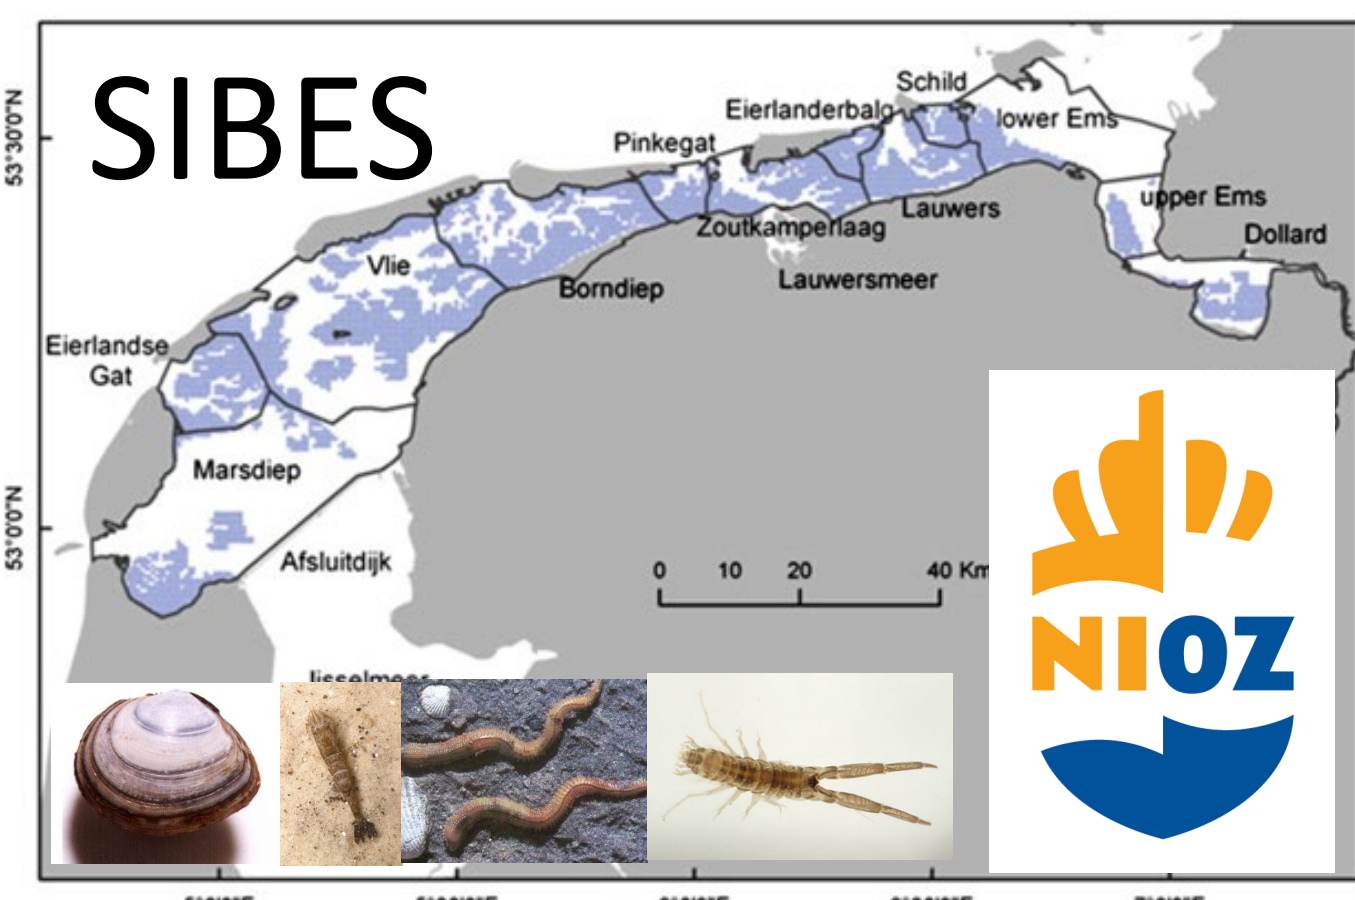 SIBES
53°30'0"N
Schild
Eierlanderbalg
lower Ems
Pinkegat
upper Ems
Lauwers
Zoutkamperlaag
Dollard
Vlie
Lauwersmeer
Borndiep
Eierlandse
Gat
Marsdiep
53°0'0"N
Afsluitdijk
0 10 20 40 Km
NIOZ
Ijsselmeer